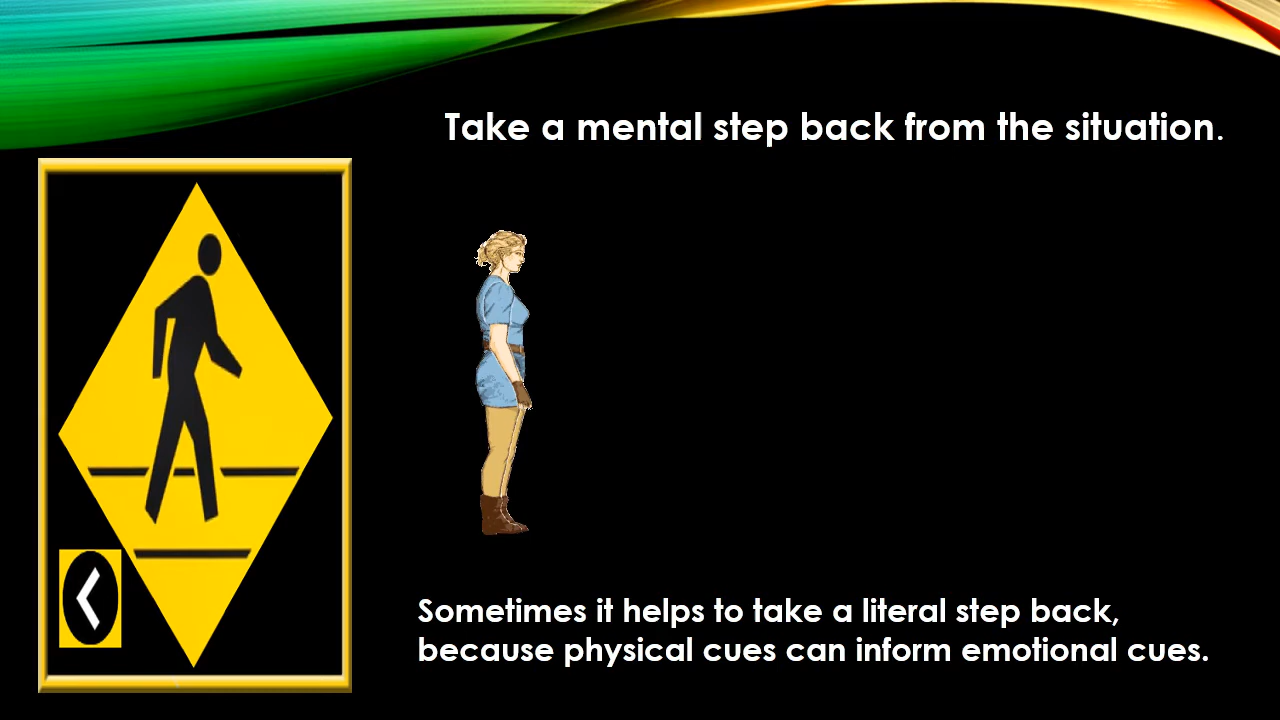 Take a mental step back from the situation.
Sometimes it helps to take a literal step back,
because physical cues can inform emotional cues.